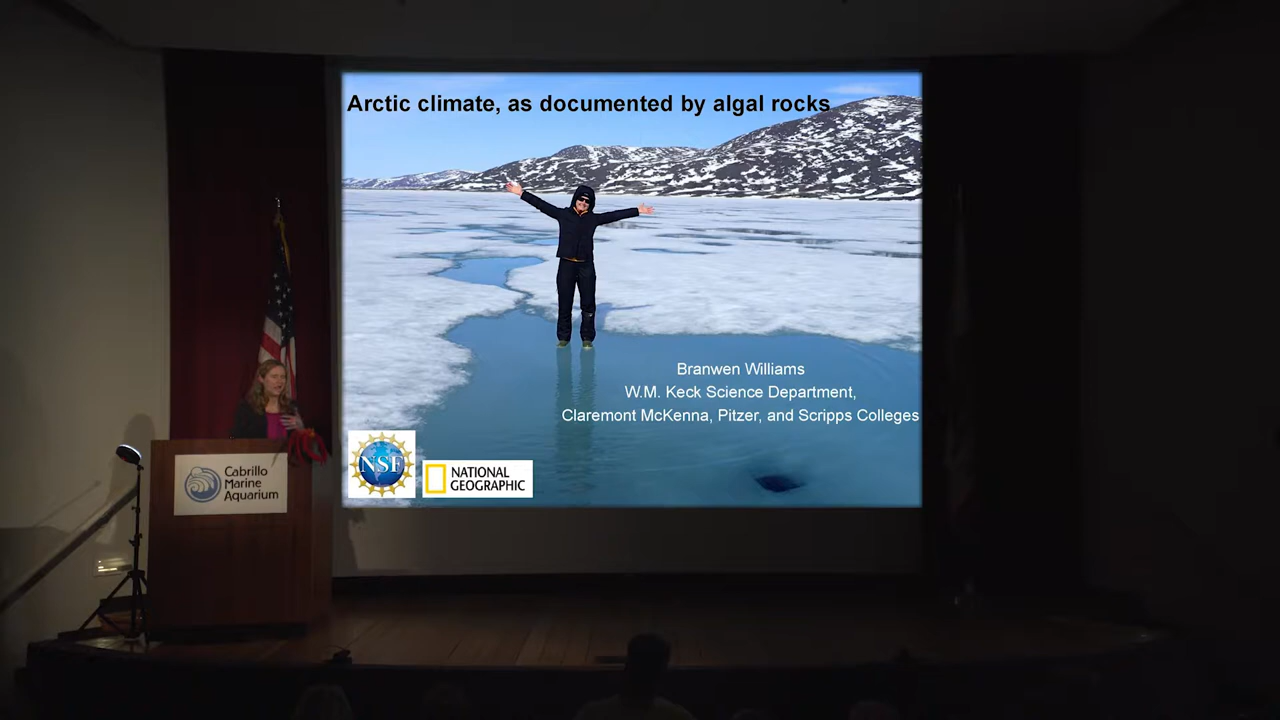 Arctic climate, as documented by algal rocks
Branwen Williams
W.M. Keck Science Department,
Claremont McKenna, Pitzer, and Scripps Colleges
NSF
NATIONAL
GEOGRAPHIC
Cabrillo
Marine
Aquarium